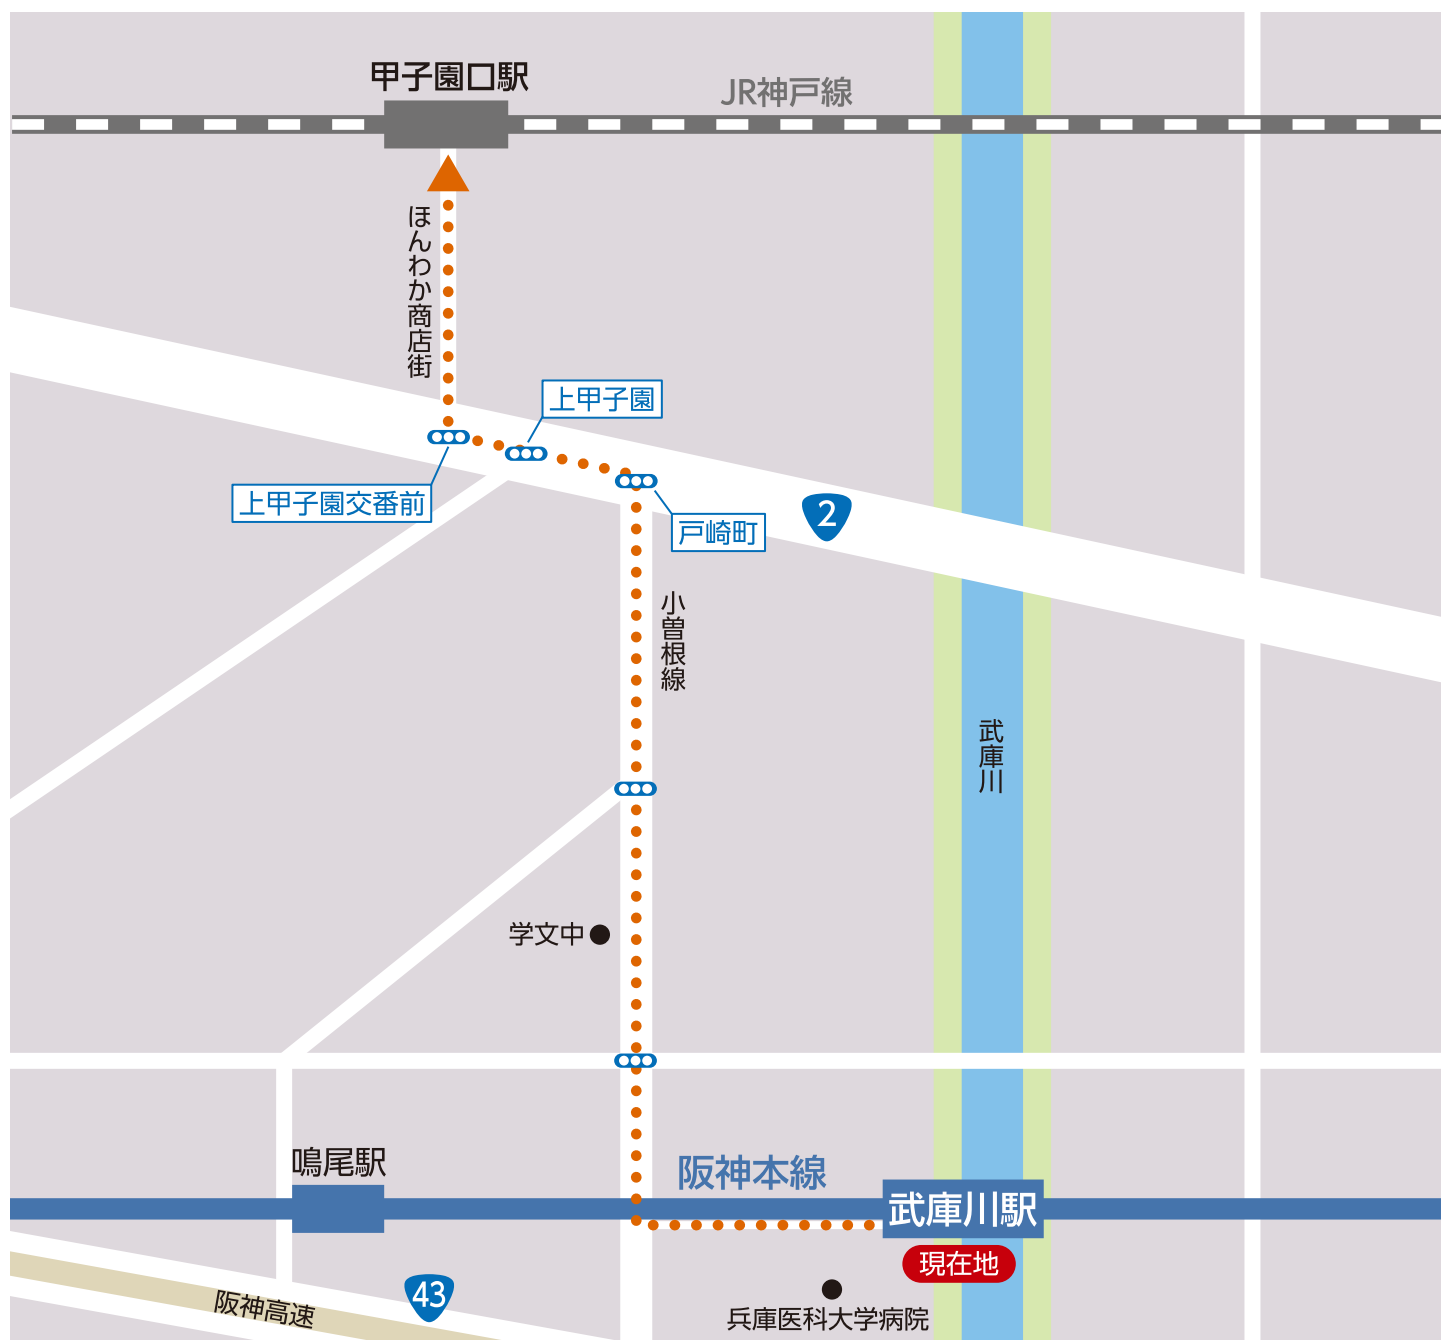 甲子園口駅
JR神戸線
ほんわか商店街
上甲子園
上甲子園交番前
戸崎町
2
小曽根線
武庫川
学文中
鳴尾駅
阪神本線
武庫川駅
現在地
43
阪神高速
兵庫医科大学病院